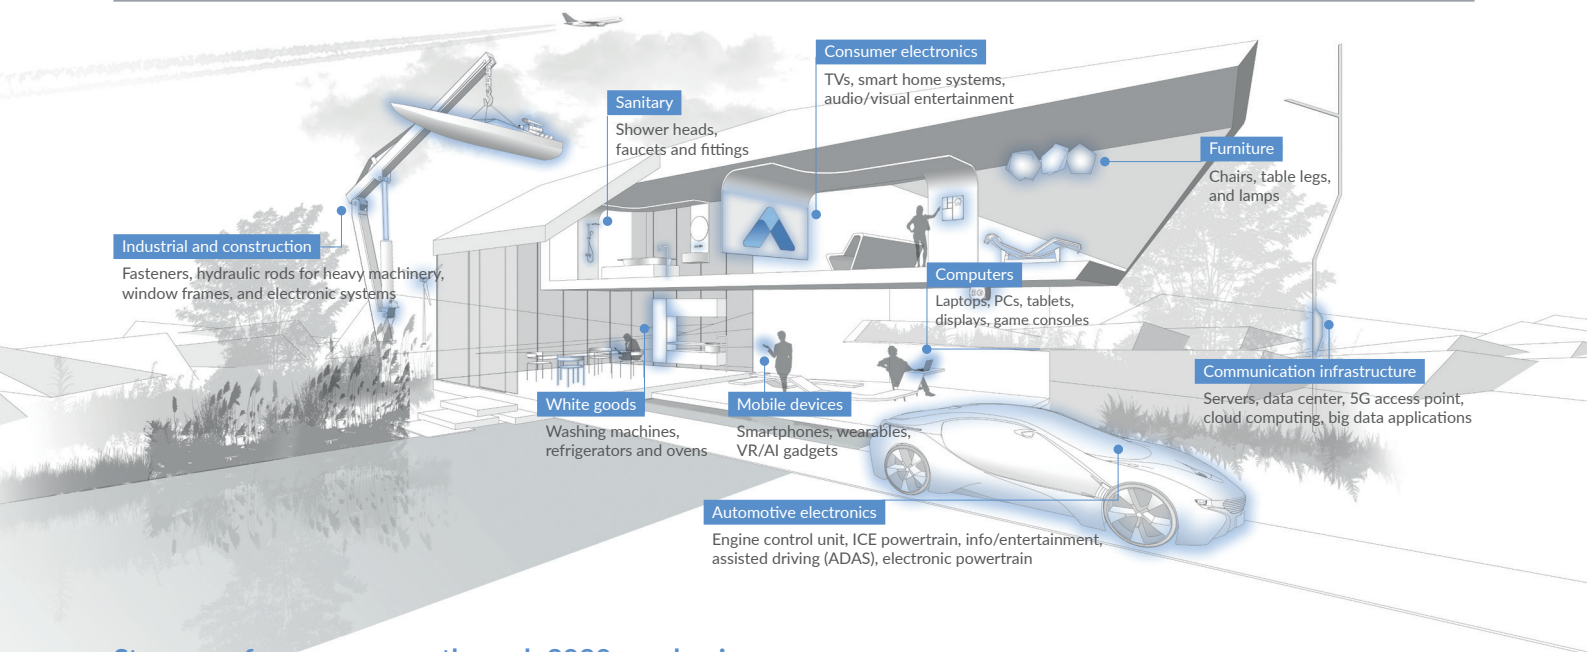 Consumer electronics
TVs, smart home systems,
audio/visual entertainment
Sanitary
Shower heads,
faucets and fittings
Furniture
Chairs, table legs,
and lamps
Industrial and construction
Fasteners, hydraulic rods for heavy machinery,
window frames, and electronic systems
Computers
Laptops, PCs, tablets,
displays, game consoles
Communication infrastructure
Servers, data center, 5G access point,
cloud computing, big data applications
White goods
Washing machines,
refrigerators and ovens
Mobile devices
Smartphones, wearables,
VR/AI gadgets
Automotive electronics
Engine control unit, ICE powertrain, info/entertainment,
assisted driving (ADAS), electronic powertrain